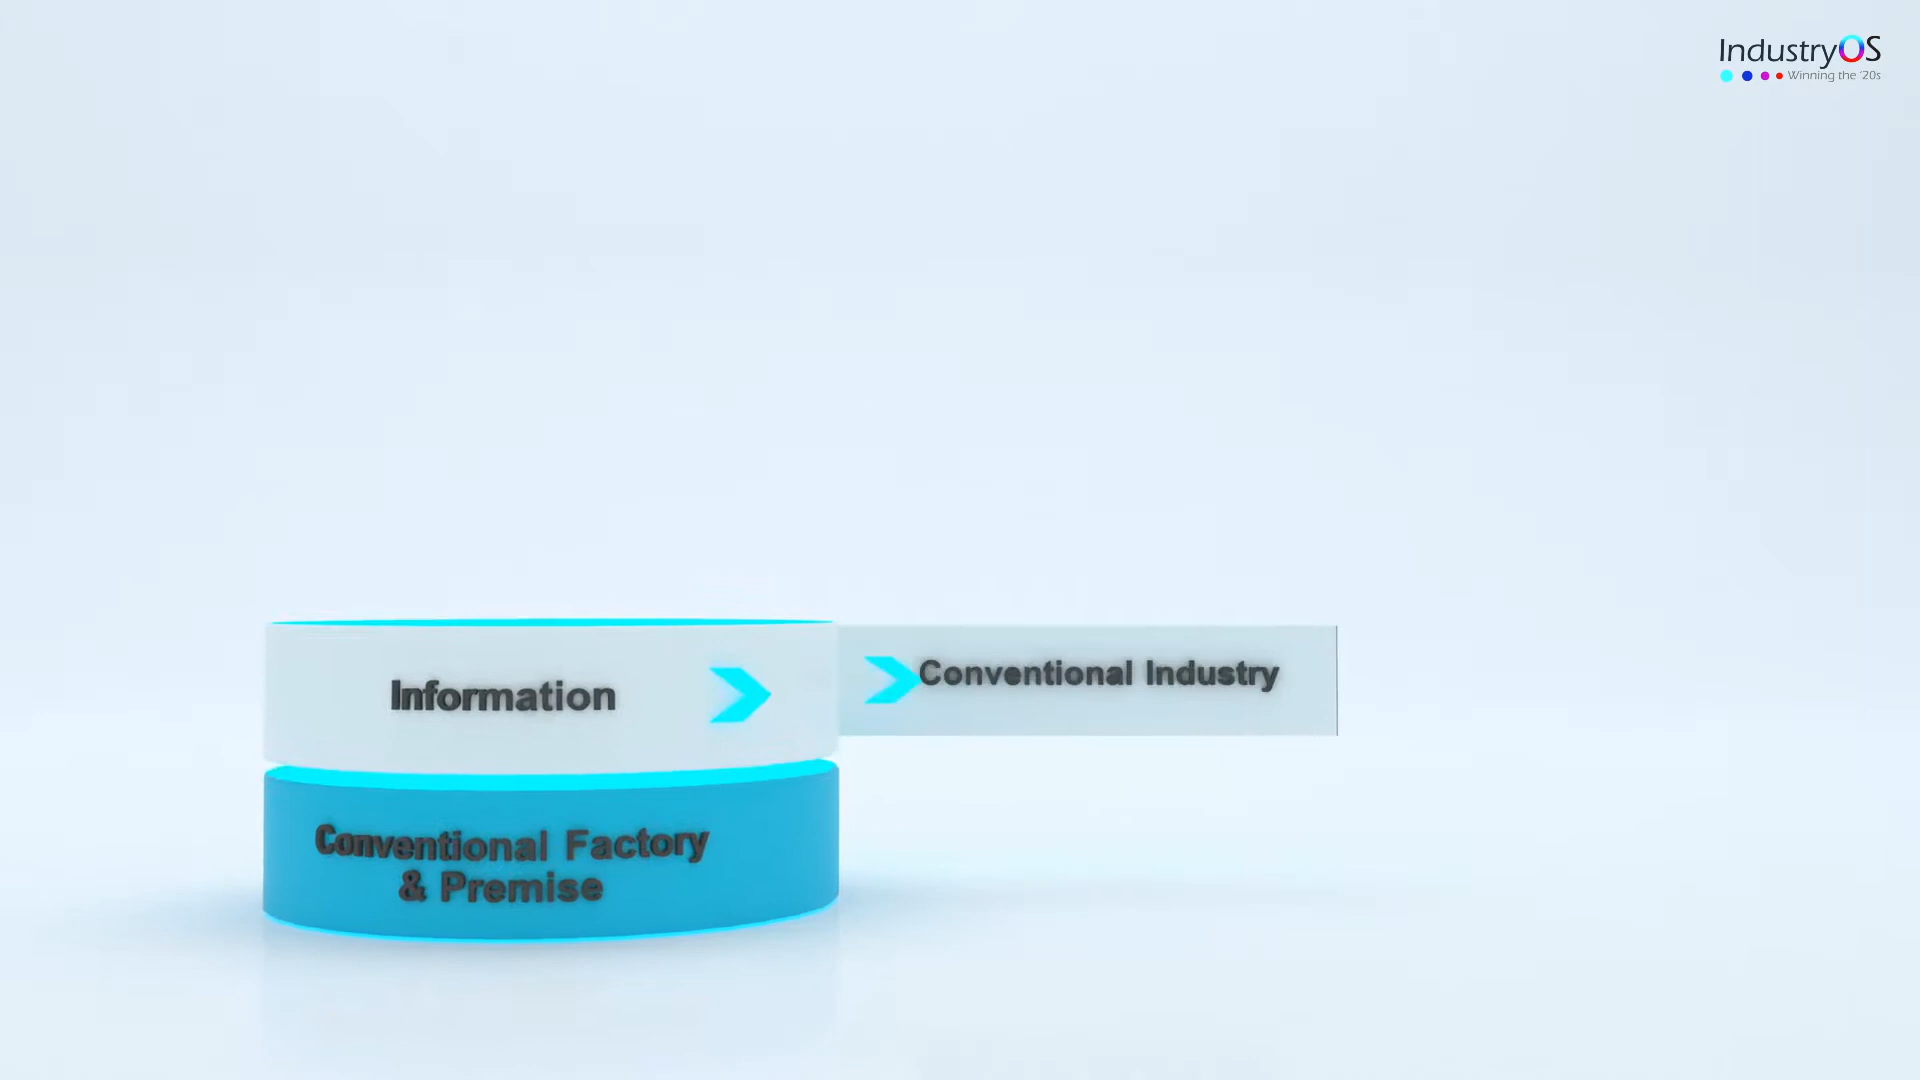 IndustryOS
Winning the '20s
Information
Conventional Industry
Conventional Factory
& Premise